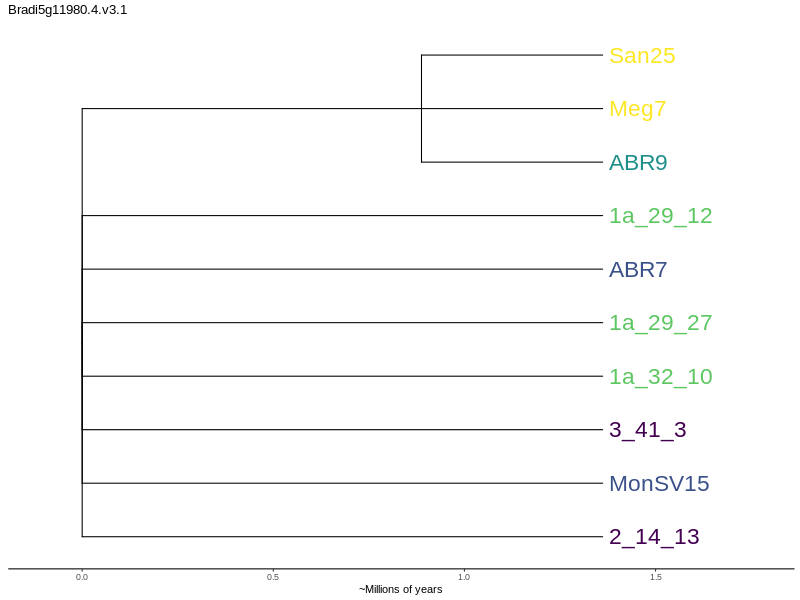 Bradi5g11980.4.v3.1
San25
Meg7
ABR9
1a_29_12
ABR7
1a_29_27
1a_32_10
3_41_3
MonSV15
2_14_13
0.0 0.5 1.0 1.5
~Millions of years